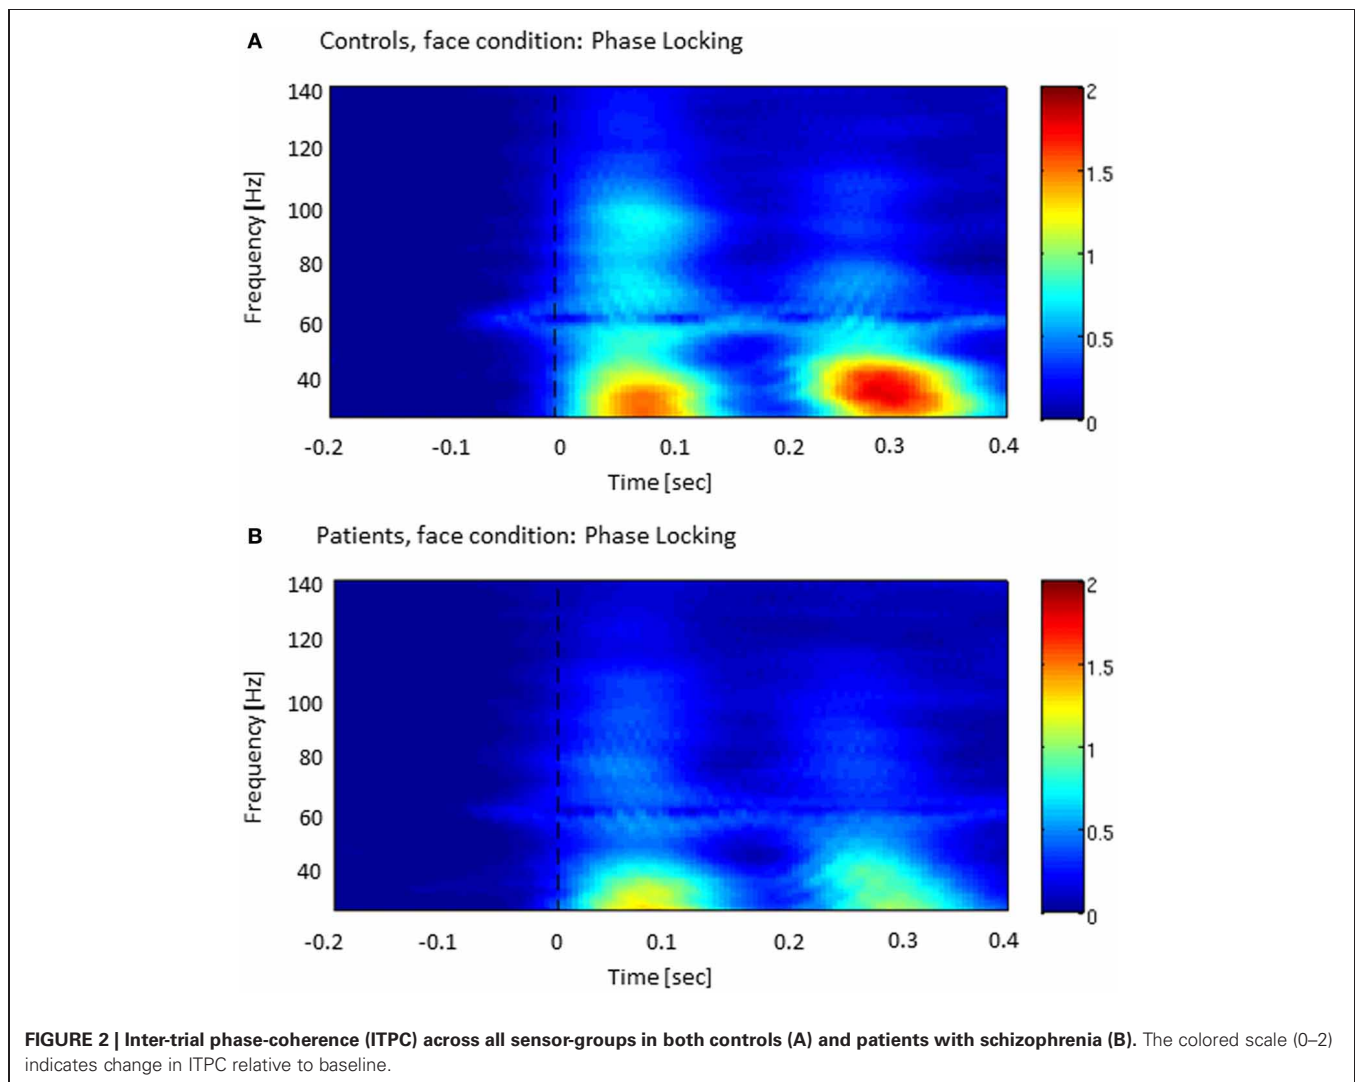 A Controls, face condition: Phase Locking
140
120
100
80
60
40
Frequency [Hz]
-0.2 -0.1 0 0.1 0.2 0.3 0.4
Time [sec]
2
1.5
1
0.5
0
B Patients, face condition: Phase Locking
140
120
100
80
60
40
Frequency [Hz]
-0.2 -0.1 0 0.1 0.2 0.3 0.4
Time [sec]
2
1.5
1
0.5
0
FIGURE 2 | Inter-trial phase-coherence (ITPC) across all sensor-groups in both controls (A) and patients with schizophrenia (B). The colored scale (0–2)
indicates change in ITPC relative to baseline.